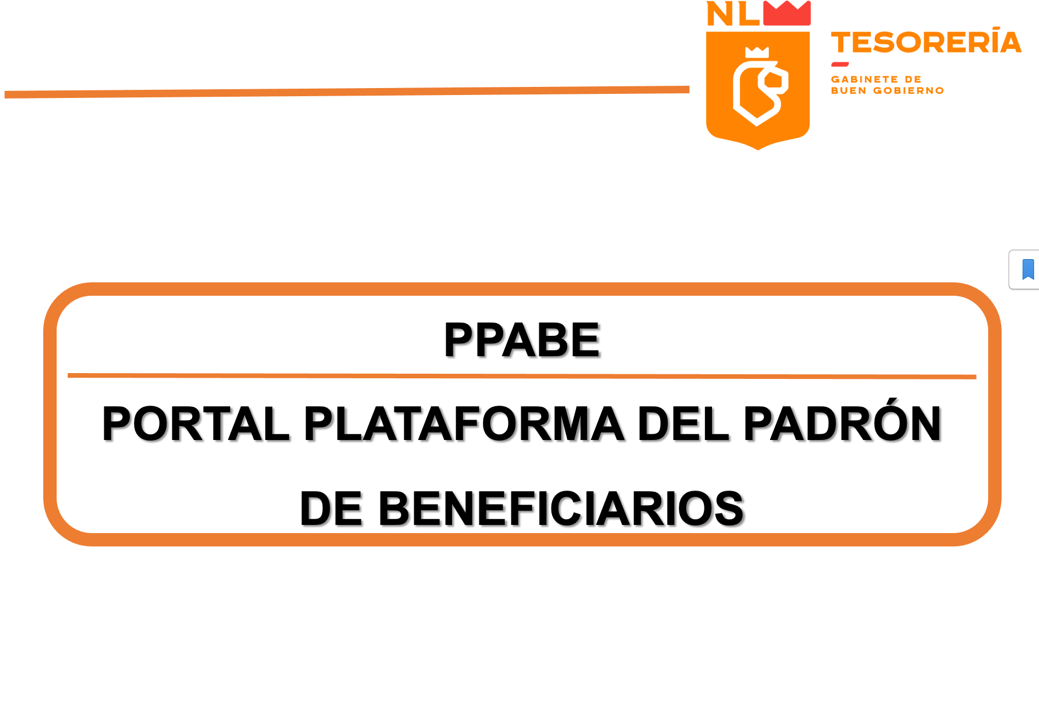 NL
TESORERÍA
GABINETE DE
BUEN GOBIERNO
PPABE
PORTAL PLATAFORMA DEL PADRÓN
DE BENEFICIARIOS